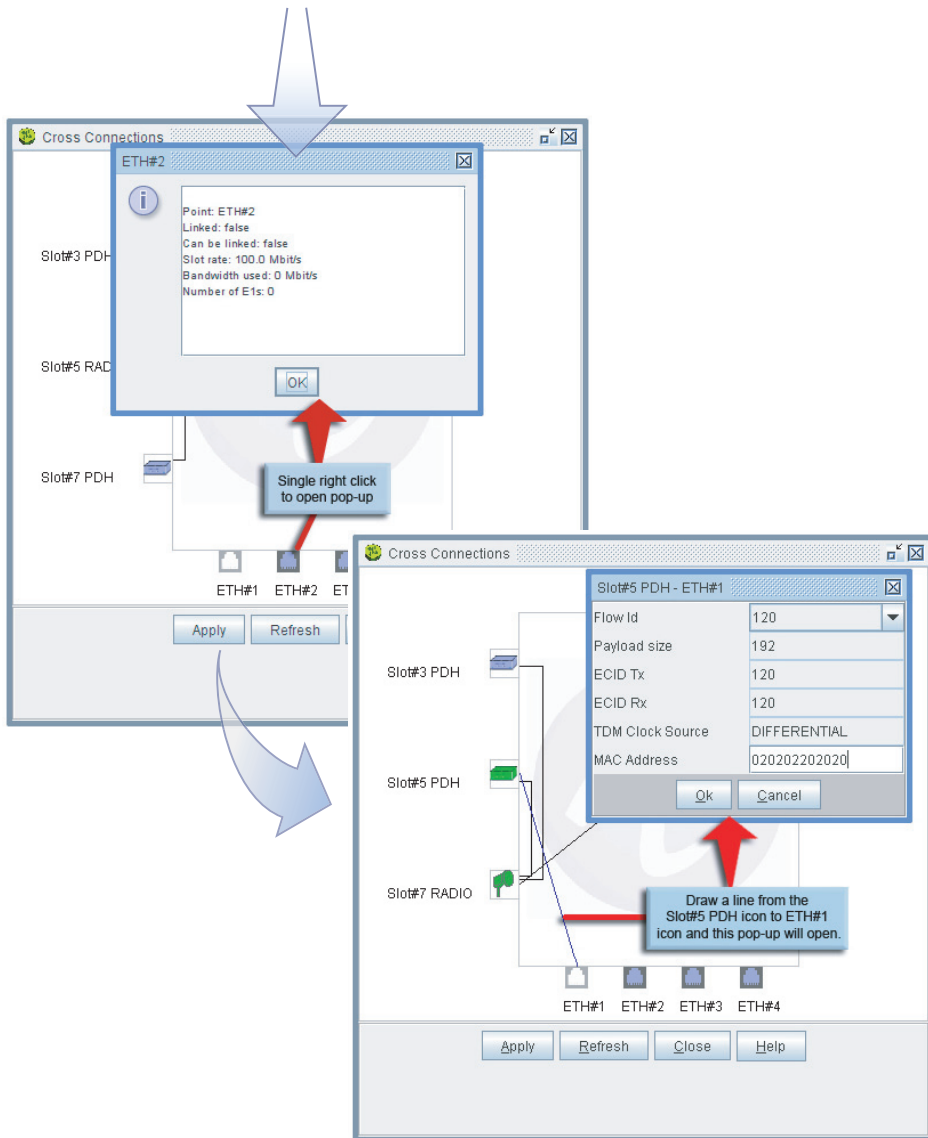 Cross Connections
ETH#2
Point: ETH#2
Linked: false
Can be linked: false
Slot rate: 100.0 Mbit/s
Bandwidth used: 0 Mbit/s
Number of E1s: 0
OK
Slot#3 PDH
Slot#5 RAD
Slot#7 PDH
Single right click
to open pop-up
ETH#1 ETH#2 ET
Apply Refresh
Cross Connections
Slot#5 PDH - ETH#1
Flow Id 120
Payload size 192
ECID Tx 120
ECID Rx 120
TDM Clock Source DIFFERENTIAL
MAC Address 020202202020
Ok Cancel
Slot#3 PDH
Slot#5 PDH
Slot#7 RADIO
Draw a line from the
Slot#5 PDH icon to ETH#1
icon and this pop-up will open.
ETH#1 ETH#2 ETH#3 ETH#4
Apply Refresh Close Help